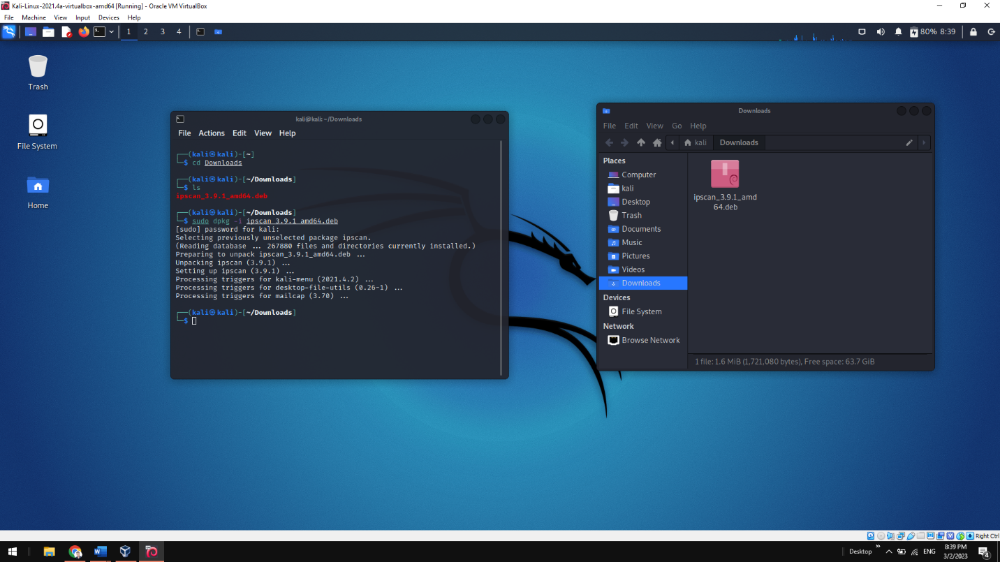 Kali-Linux-2021.4a-virtualbox-amd64 [Running] - Oracle VM VirtualBox
File Machine View Input Devices Help
1 2 3 4
80% 8:39
Trash
File System
Home
kali@kali: ~/Downloads
File Actions Edit View Help
┌──(kali㉿kali)-[~]
└─$ cd Downloads
┌──(kali㉿kali)-[~/Downloads]
└─$ ls
ipscan_3.9.1_amd64.deb
┌──(kali㉿kali)-[~/Downloads]
└─$ sudo dpkg -i ipscan_3.9.1_amd64.deb
[sudo] password for kali:
Selecting previously unselected package ipscan.
(Reading database ... 267880 files and directories currently installed.)
Preparing to unpack ipscan_3.9.1_amd64.deb ...
Unpacking ipscan (3.9.1) ...
Setting up ipscan (3.9.1) ...
Processing triggers for kali-menu (2021.4.2) ...
Processing triggers for desktop-file-utils (0.26-1) ...
Processing triggers for mailcap (3.70) ...
┌──(kali㉿kali)-[~/Downloads]
└─$
Downloads
File Edit View Go Help
kali Downloads
Places
Computer
kali
Desktop
Trash
Documents
Music
Pictures
Videos
Downloads
Devices
File System
Network
Browse Network
ipscan_3.9.1_amd
64.deb
1 file: 1.6 MiB (1,721,080 bytes), Free space: 63.7 GiB
Right Ctrl
Desktop
ENG
8:39 PM
3/2/2023
4